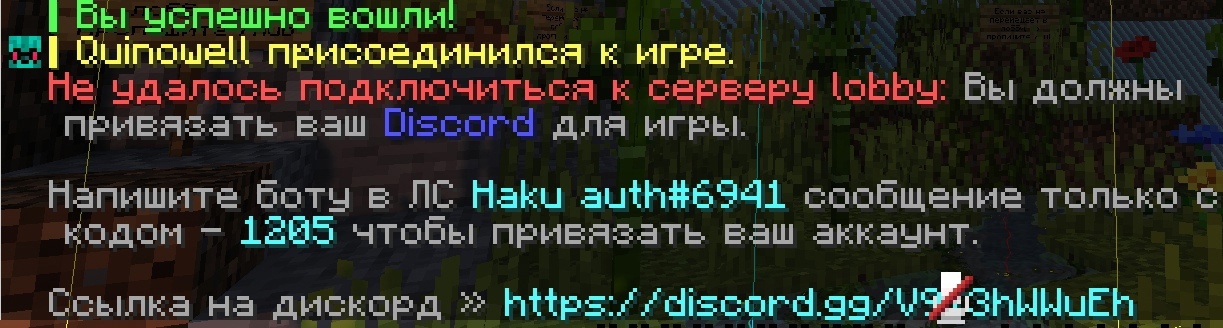 Вы успешно вошли!
Quinowell присоединился к игре.
Не удалось подключиться к серверу lobby: Вы должны
привязать ваш Discord для игры.
Напишите боту в ЛС Haku auth#6941 сообщение только с
кодом - 1205 чтобы привязать ваш аккаунт.
Ссылка на дискорд »